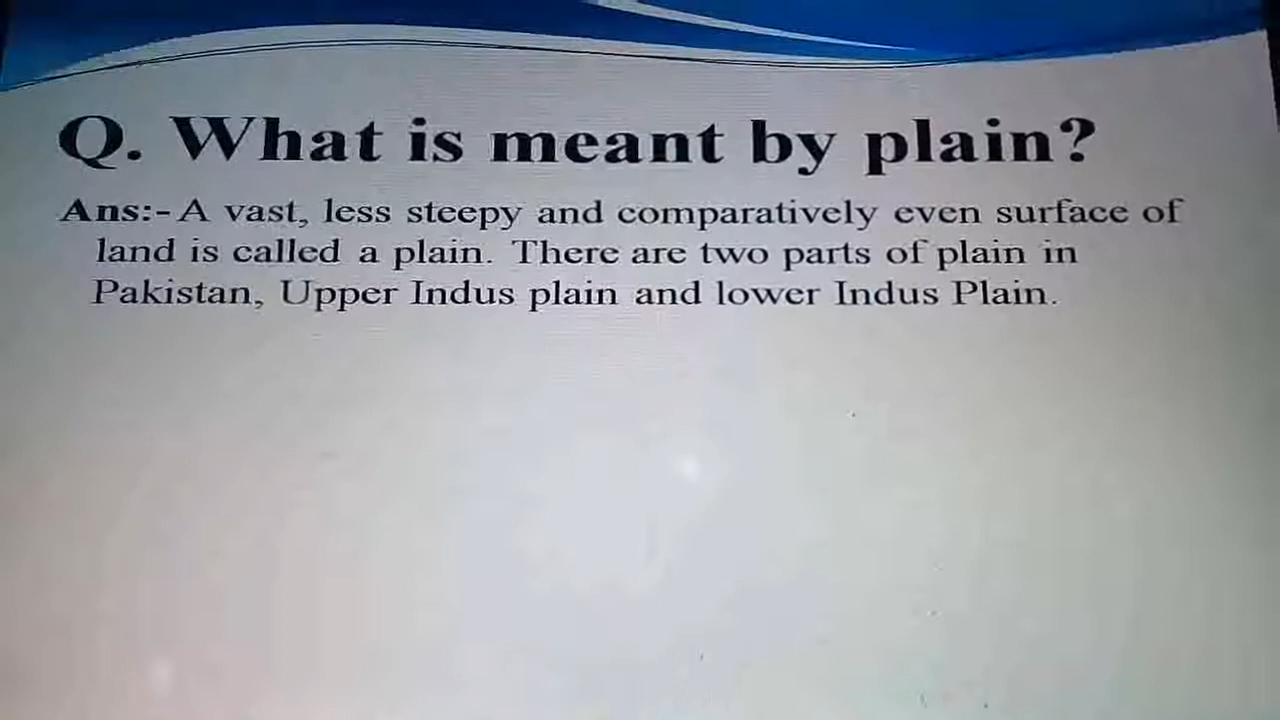 Q. What is meant by plain?
Ans:- A vast, less steepy and comparatively even surface of
land is called a plain. There are two parts of plain in
Pakistan, Upper Indus plain and lower Indus Plain.